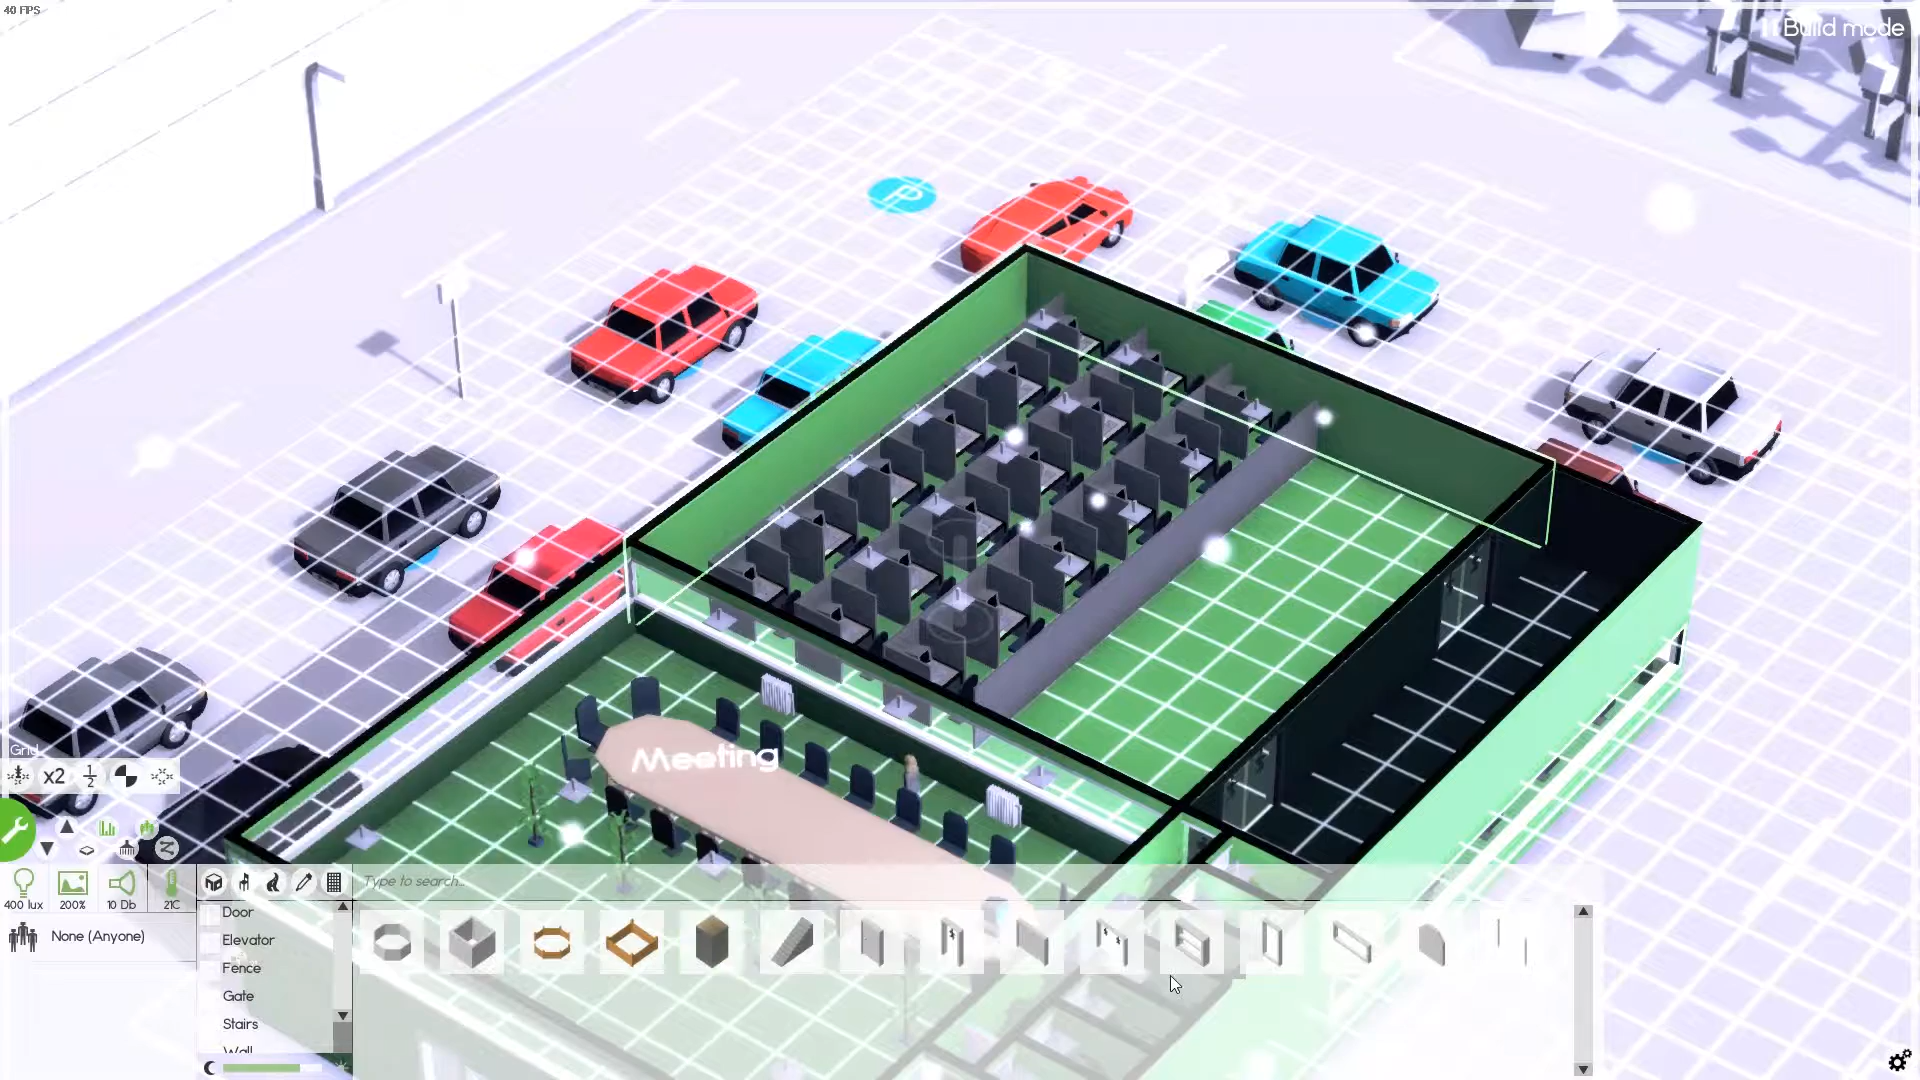 40 FPS
Build mode
P
Meeting
Grid
x2
1/2
Type to search...
400 lux
200%
10 Db
21C
None (Anyone)
Door
Elevator
Fence
Gate
Stairs
Wall